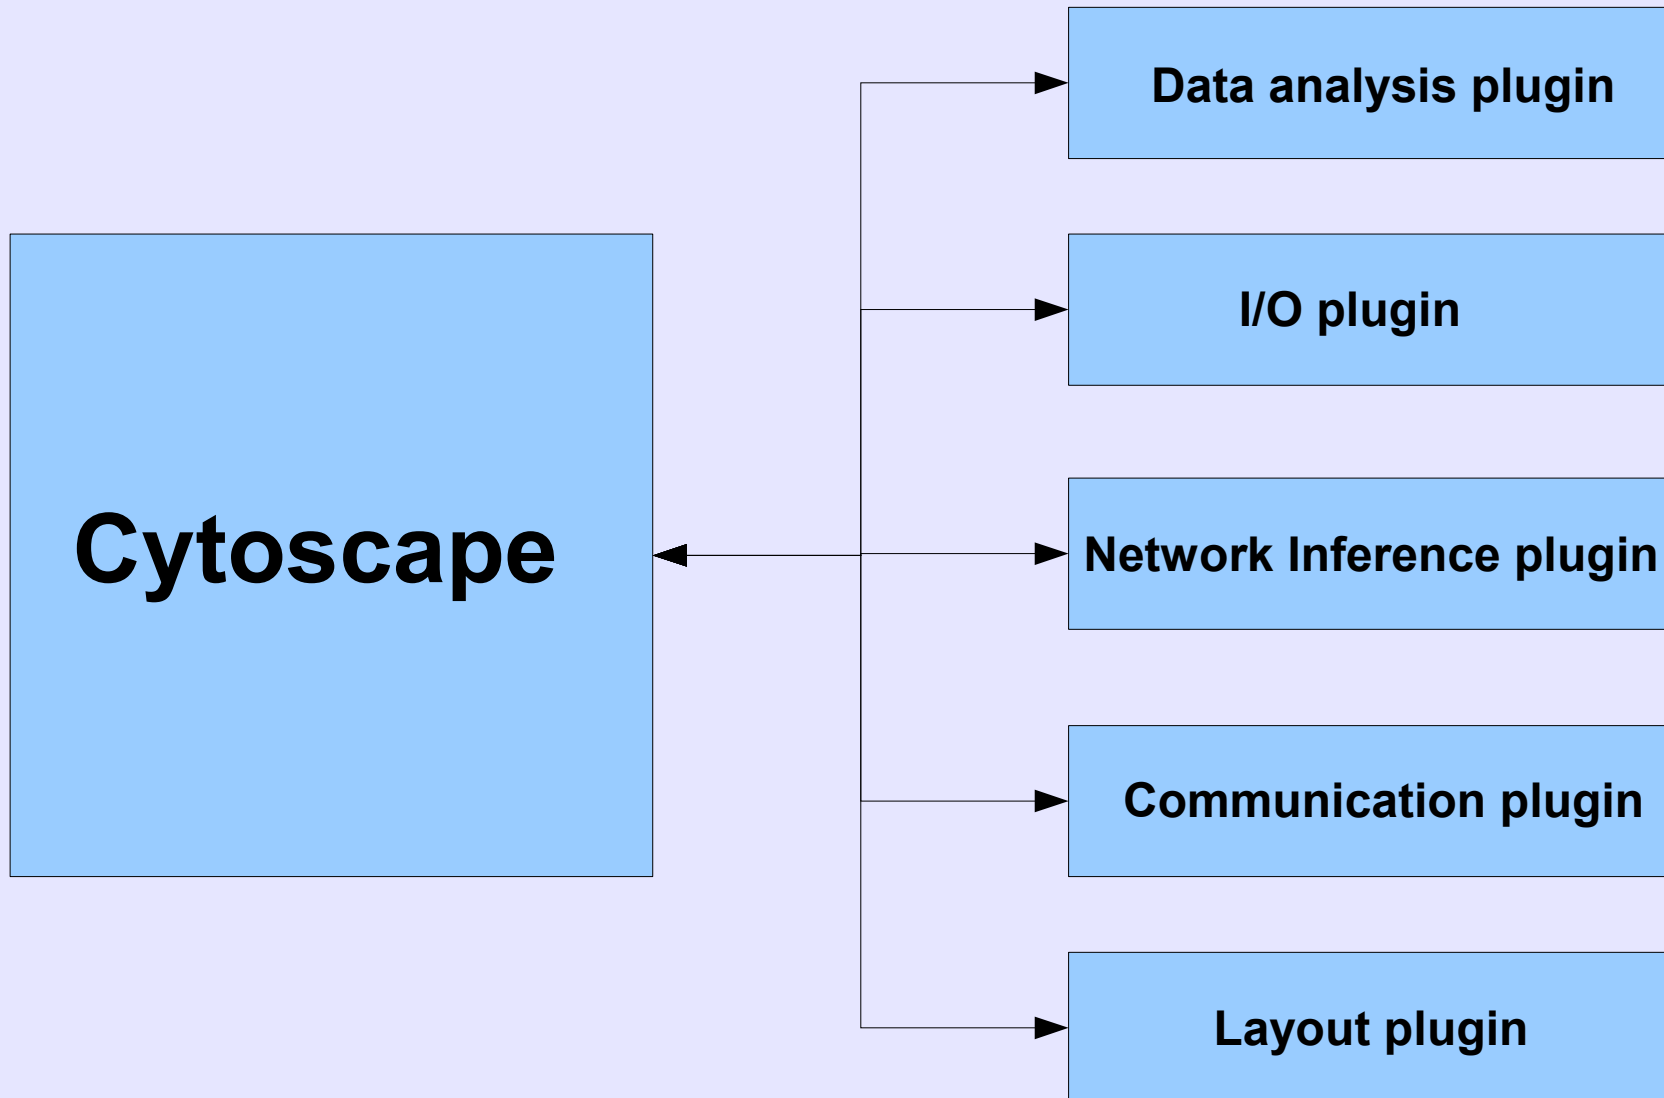 Data analysis plugin
I/O plugin
Cytoscape
Network Inference plugin
Communication plugin
Layout plugin